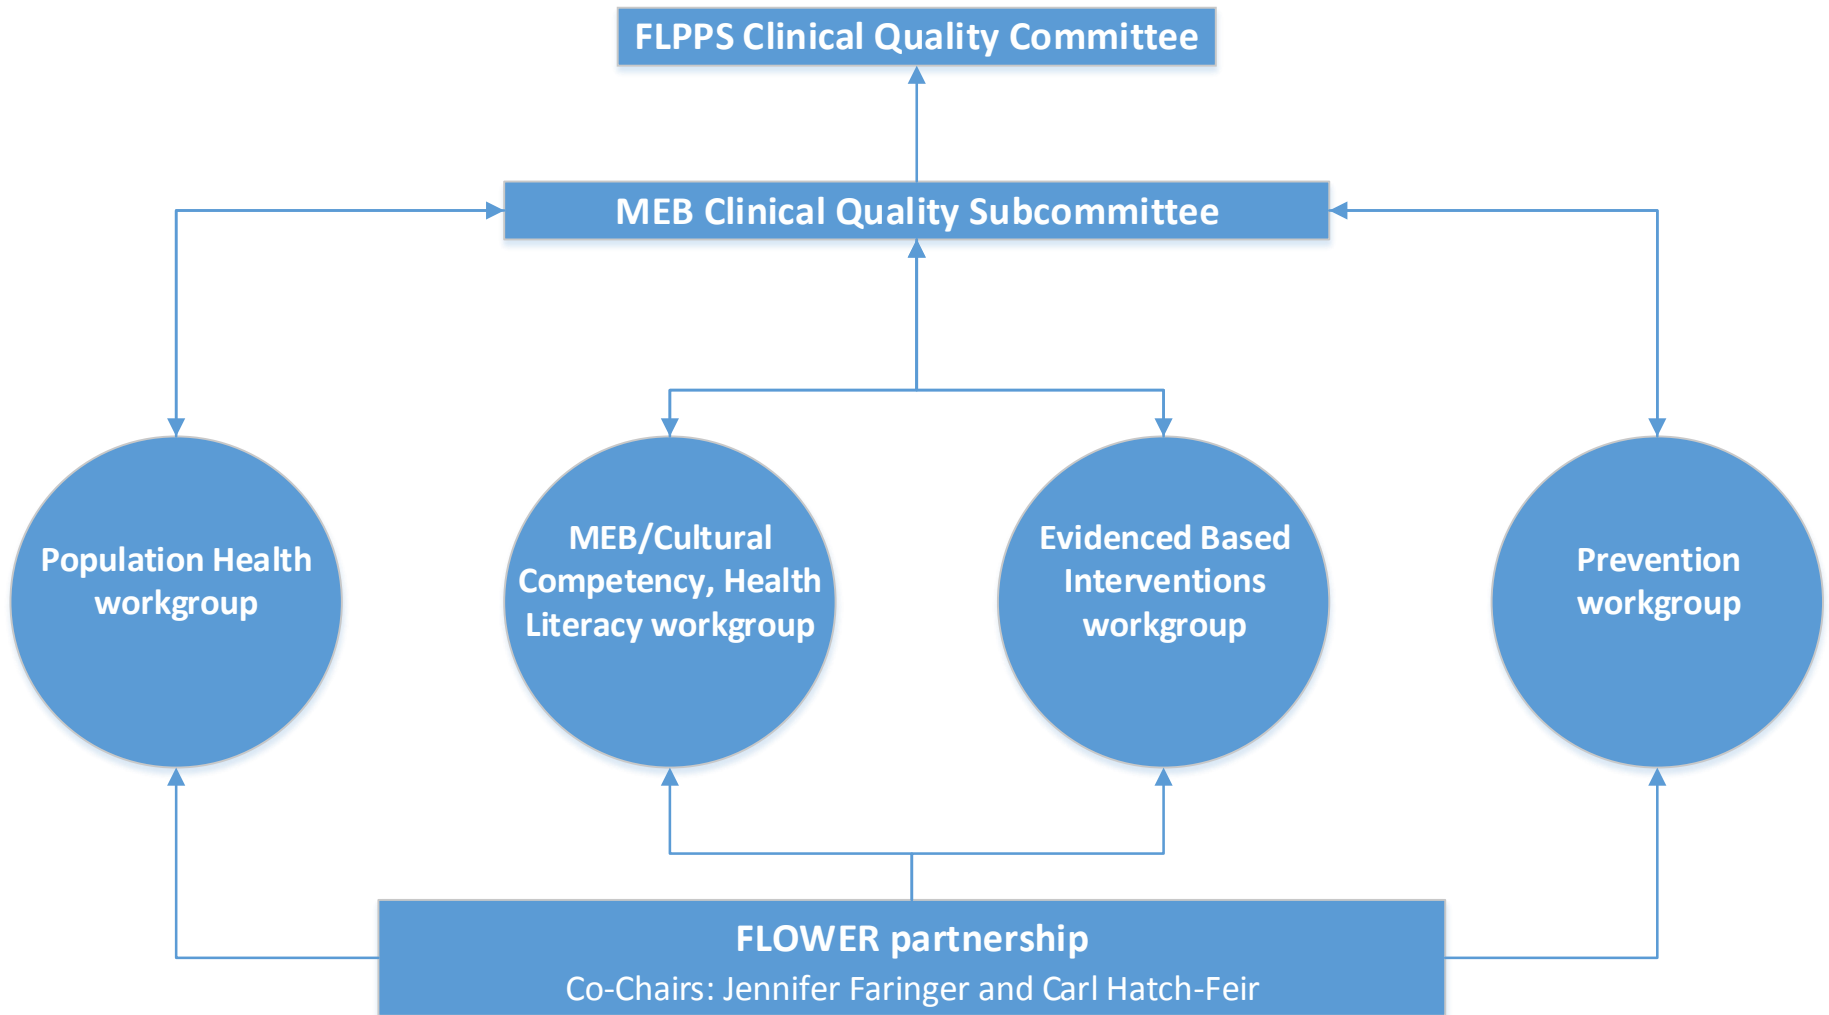 FLPPS Clinical Quality Committee
MEB Clinical Quality Subcommittee
Population Health
workgroup
MEB/Cultural
Competency, Health
Literacy workgroup
Evidenced Based
Interventions
workgroup
Prevention
workgroup
FLOWER partnership
Co-Chairs: Jennifer Faringer and Carl Hatch-Feir